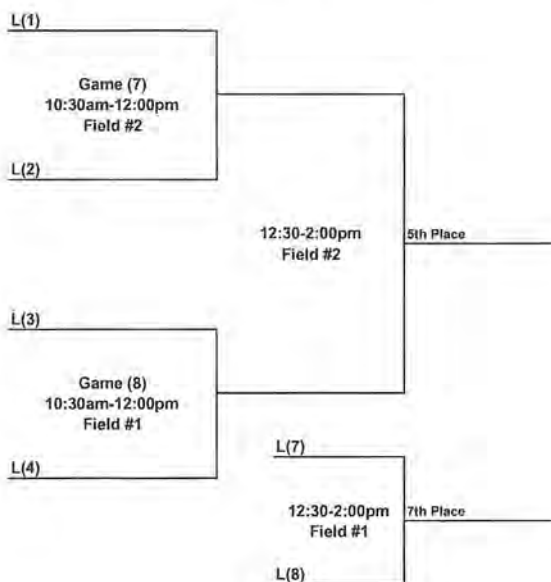 L(1)
Game (7)
10:30am-12:00pm
Field #2
L(2)
12:30-2:00pm
Field #2
5th Place
L(3)
Game (8)
10:30am-12:00pm
Field #1
L(4)
L(7)
12:30-2:00pm
Field #1
7th Place
L(8)